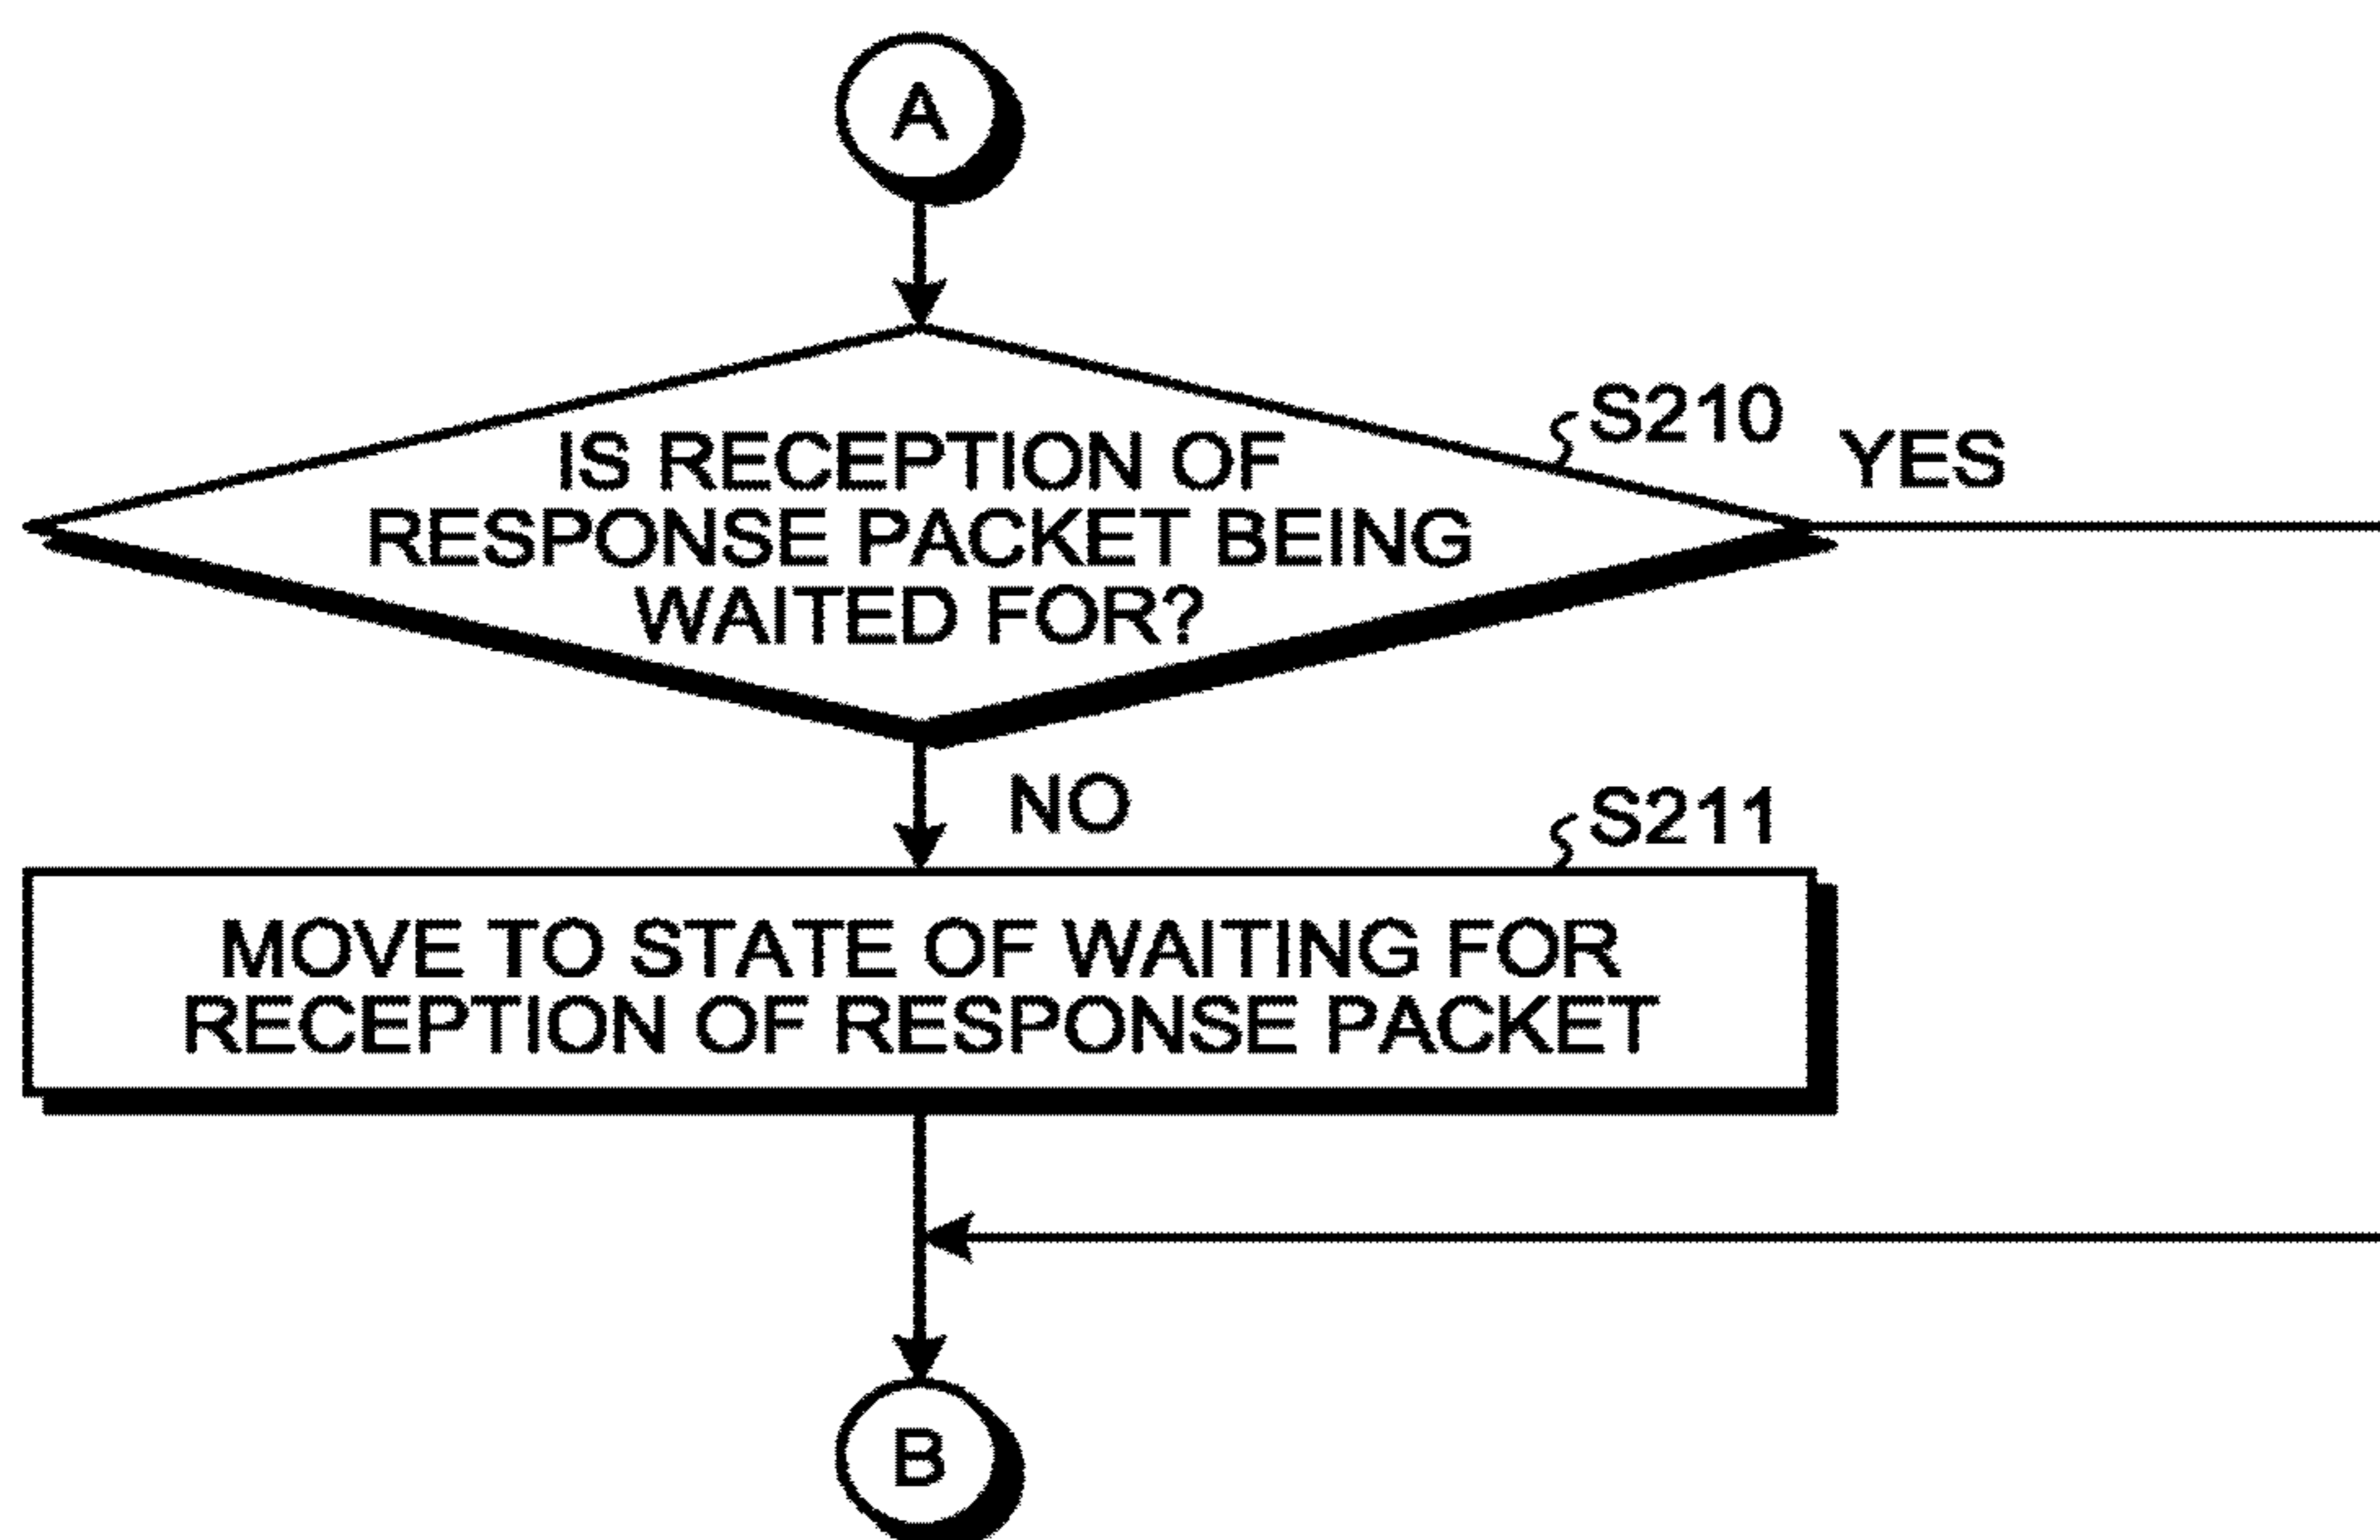 A
S210
YES
IS RECEPTION OF
RESPONSE PACKET BEING
WAITED FOR?
NO
S211
MOVE TO STATE OF WAITING FOR
RECEPTION OF RESPONSE PACKET
B